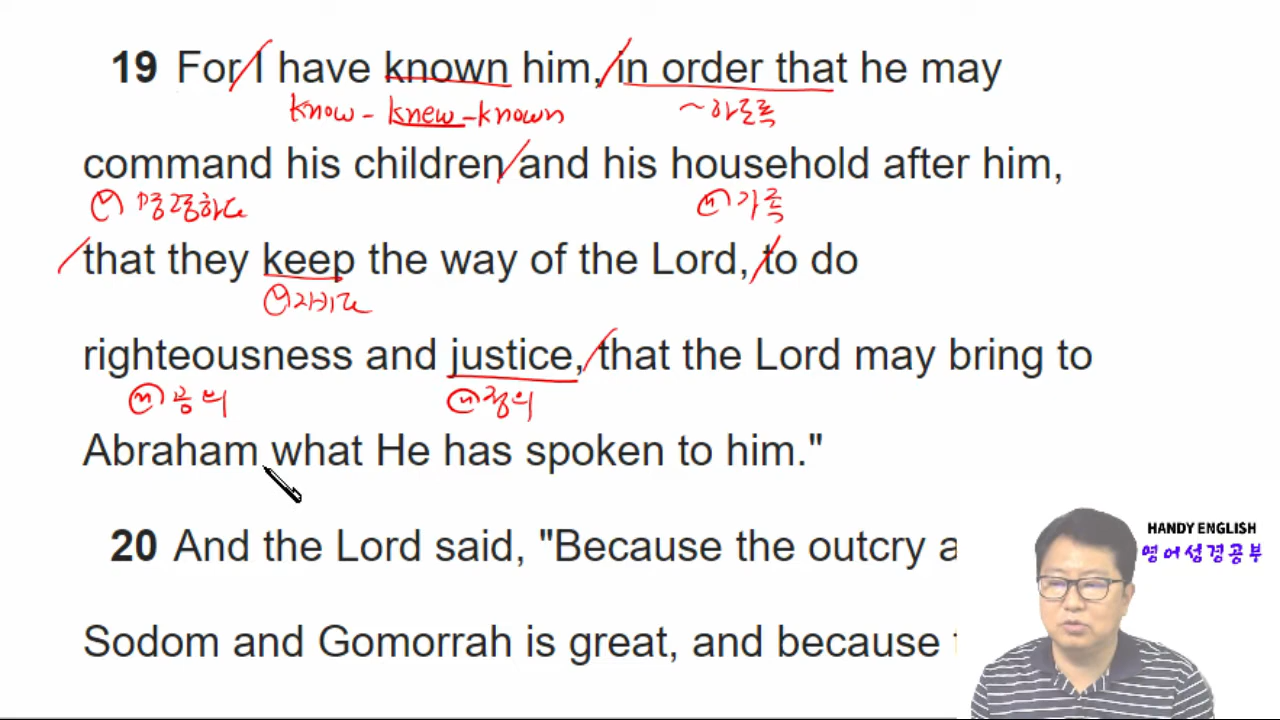 19 For I have known him, in order that he may
know - knew - known ~하도록
command his children and his household after him,
v 명령하다 n 가족
that they keep the way of the Lord, to do
v 지키다
righteousness and justice, that the Lord may bring to
n 공의 n 정의
Abraham what He has spoken to him."
20 And the Lord said, "Because the outcry a
HANDY ENGLISH
영어성경공부
Sodom and Gomorrah is great, and because